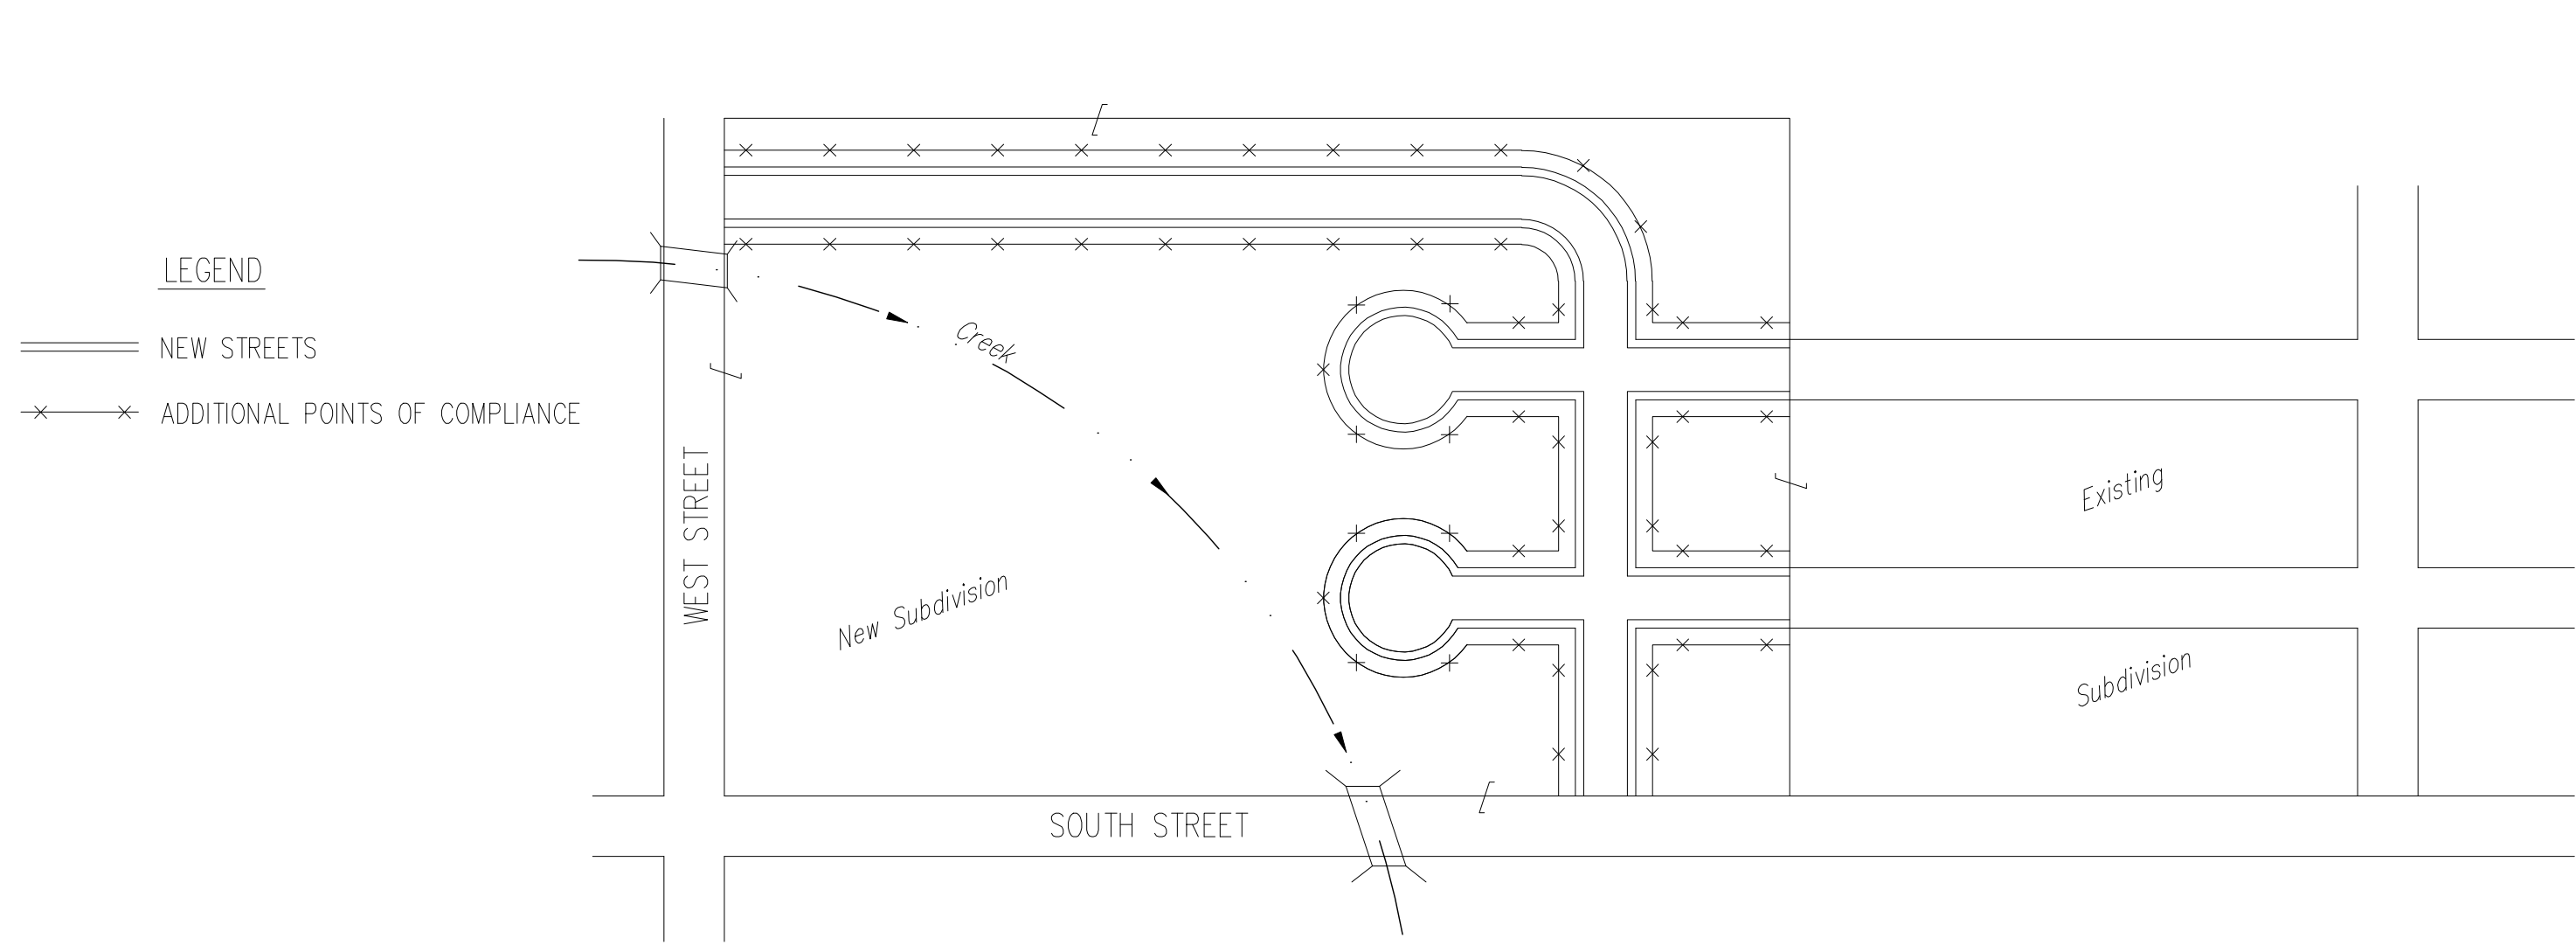 LEGEND
NEW STREETS
ADDITIONAL POINTS OF COMPLIANCE
WEST STREET
Creek
New Subdivision
SOUTH STREET
Existing
Subdivision